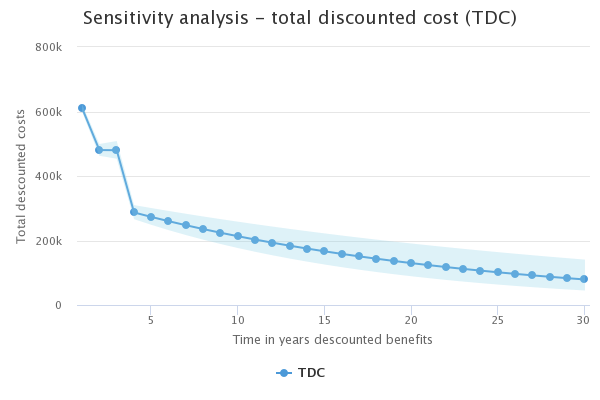 Sensitivity analysis – total discounted cost (TDC)
800k
600k
400k
200k
0
Total descounted costs
5 10 15 20 25 30
Time in years descounted benefits
TDC